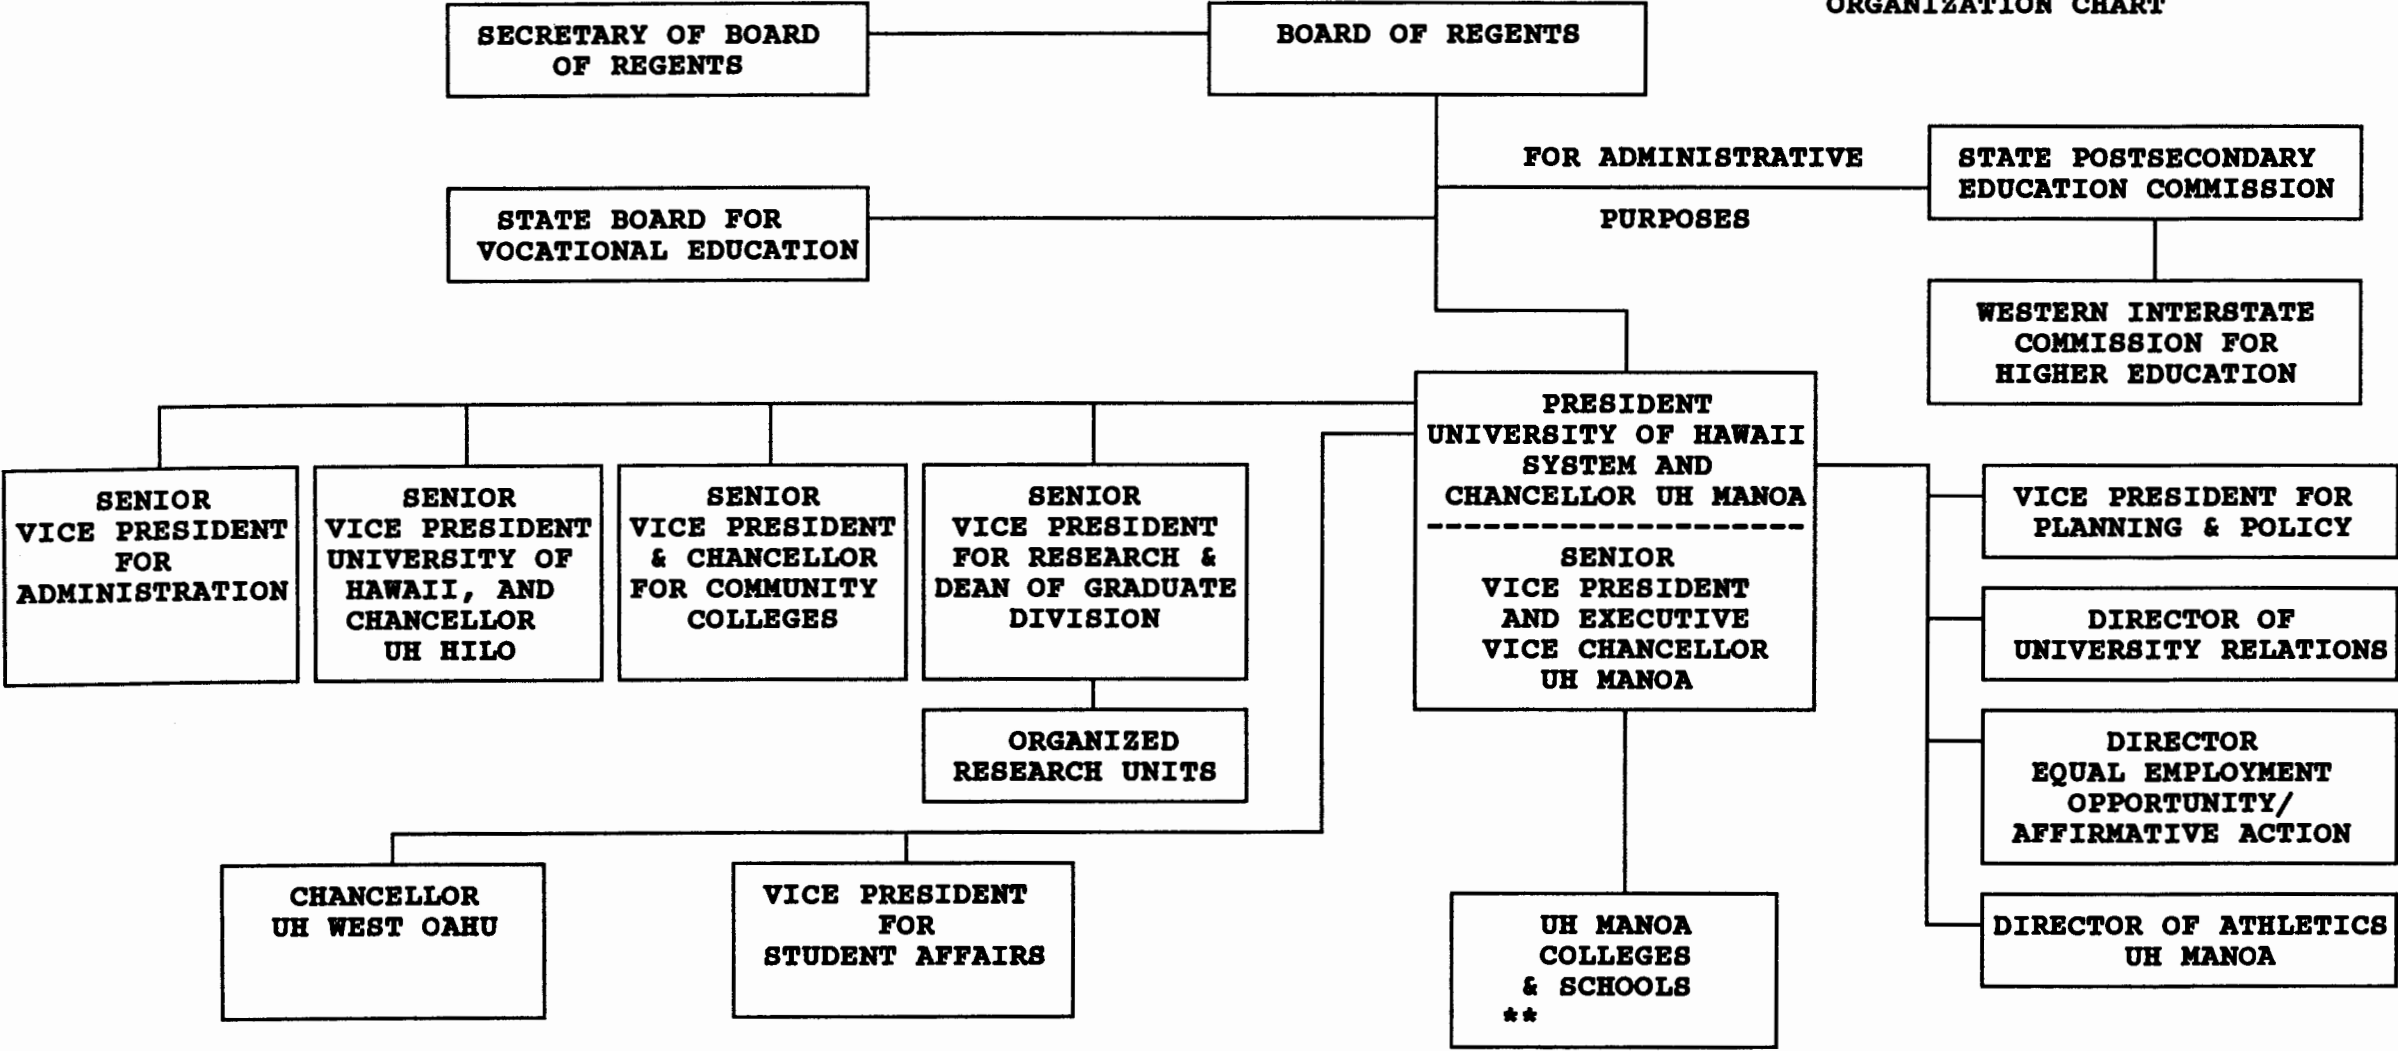 ORGANIZATION CHART
SECRETARY OF BOARD
OF REGENTS
BOARD OF REGENTS
FOR ADMINISTRATIVE
PURPOSES
STATE POSTSECONDARY
EDUCATION COMMISSION
STATE BOARD FOR
VOCATIONAL EDUCATION
WESTERN INTERSTATE
COMMISSION FOR
HIGHER EDUCATION
PRESIDENT
UNIVERSITY OF HAWAII
SYSTEM AND
CHANCELLOR UH MANOA
--------------------
SENIOR
VICE PRESIDENT
AND EXECUTIVE
VICE CHANCELLOR
UH MANOA
SENIOR
VICE PRESIDENT
FOR
ADMINISTRATION
SENIOR
VICE PRESIDENT
UNIVERSITY OF
HAWAII, AND
CHANCELLOR
UH HILO
SENIOR
VICE PRESIDENT
& CHANCELLOR
FOR COMMUNITY
COLLEGES
SENIOR
VICE PRESIDENT
FOR RESEARCH &
DEAN OF GRADUATE
DIVISION
ORGANIZED
RESEARCH UNITS
VICE PRESIDENT FOR
PLANNING & POLICY
DIRECTOR OF
UNIVERSITY RELATIONS
DIRECTOR
EQUAL EMPLOYMENT
OPPORTUNITY/
AFFIRMATIVE ACTION
DIRECTOR OF ATHLETICS
UH MANOA
CHANCELLOR
UH WEST OAHU
VICE PRESIDENT
FOR
STUDENT AFFAIRS
UH MANOA
COLLEGES
& SCHOOLS
**